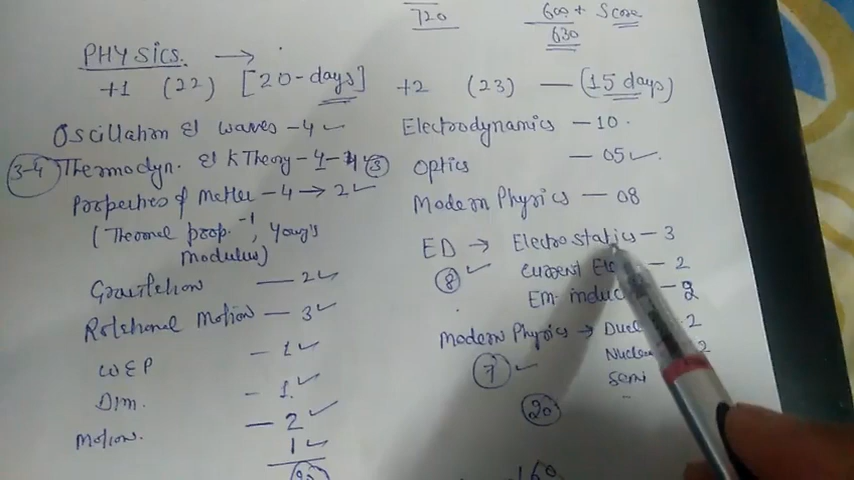 720
600 + Score
630
PHYSICS. →
+1 (22) [20-days] +2 (23) — (15 days)
Oscillation & waves - 4 ✓
(3-4) Thermodyn. & K Theory - 4 - (3)
Properties of Matter - 4 → 2 ✓
(Thermal prop. -1, Young's
Modulus)
Gravitation — 2 ✓
Rotational Motion — 3 ✓
WEP - 1 ✓
Dim. - 1. ✓
Motion. — 2 ✓
1 ✓
Electrodynamics — 10
Optics — 05 ✓
Modern Physics — 08
ED → Electrostatics — 3
(8) ✓ Current — 2
EM. induc — 2
Modern Physics → Dual 2
(7) ✓ Nucle 2
Semi
(20)
160